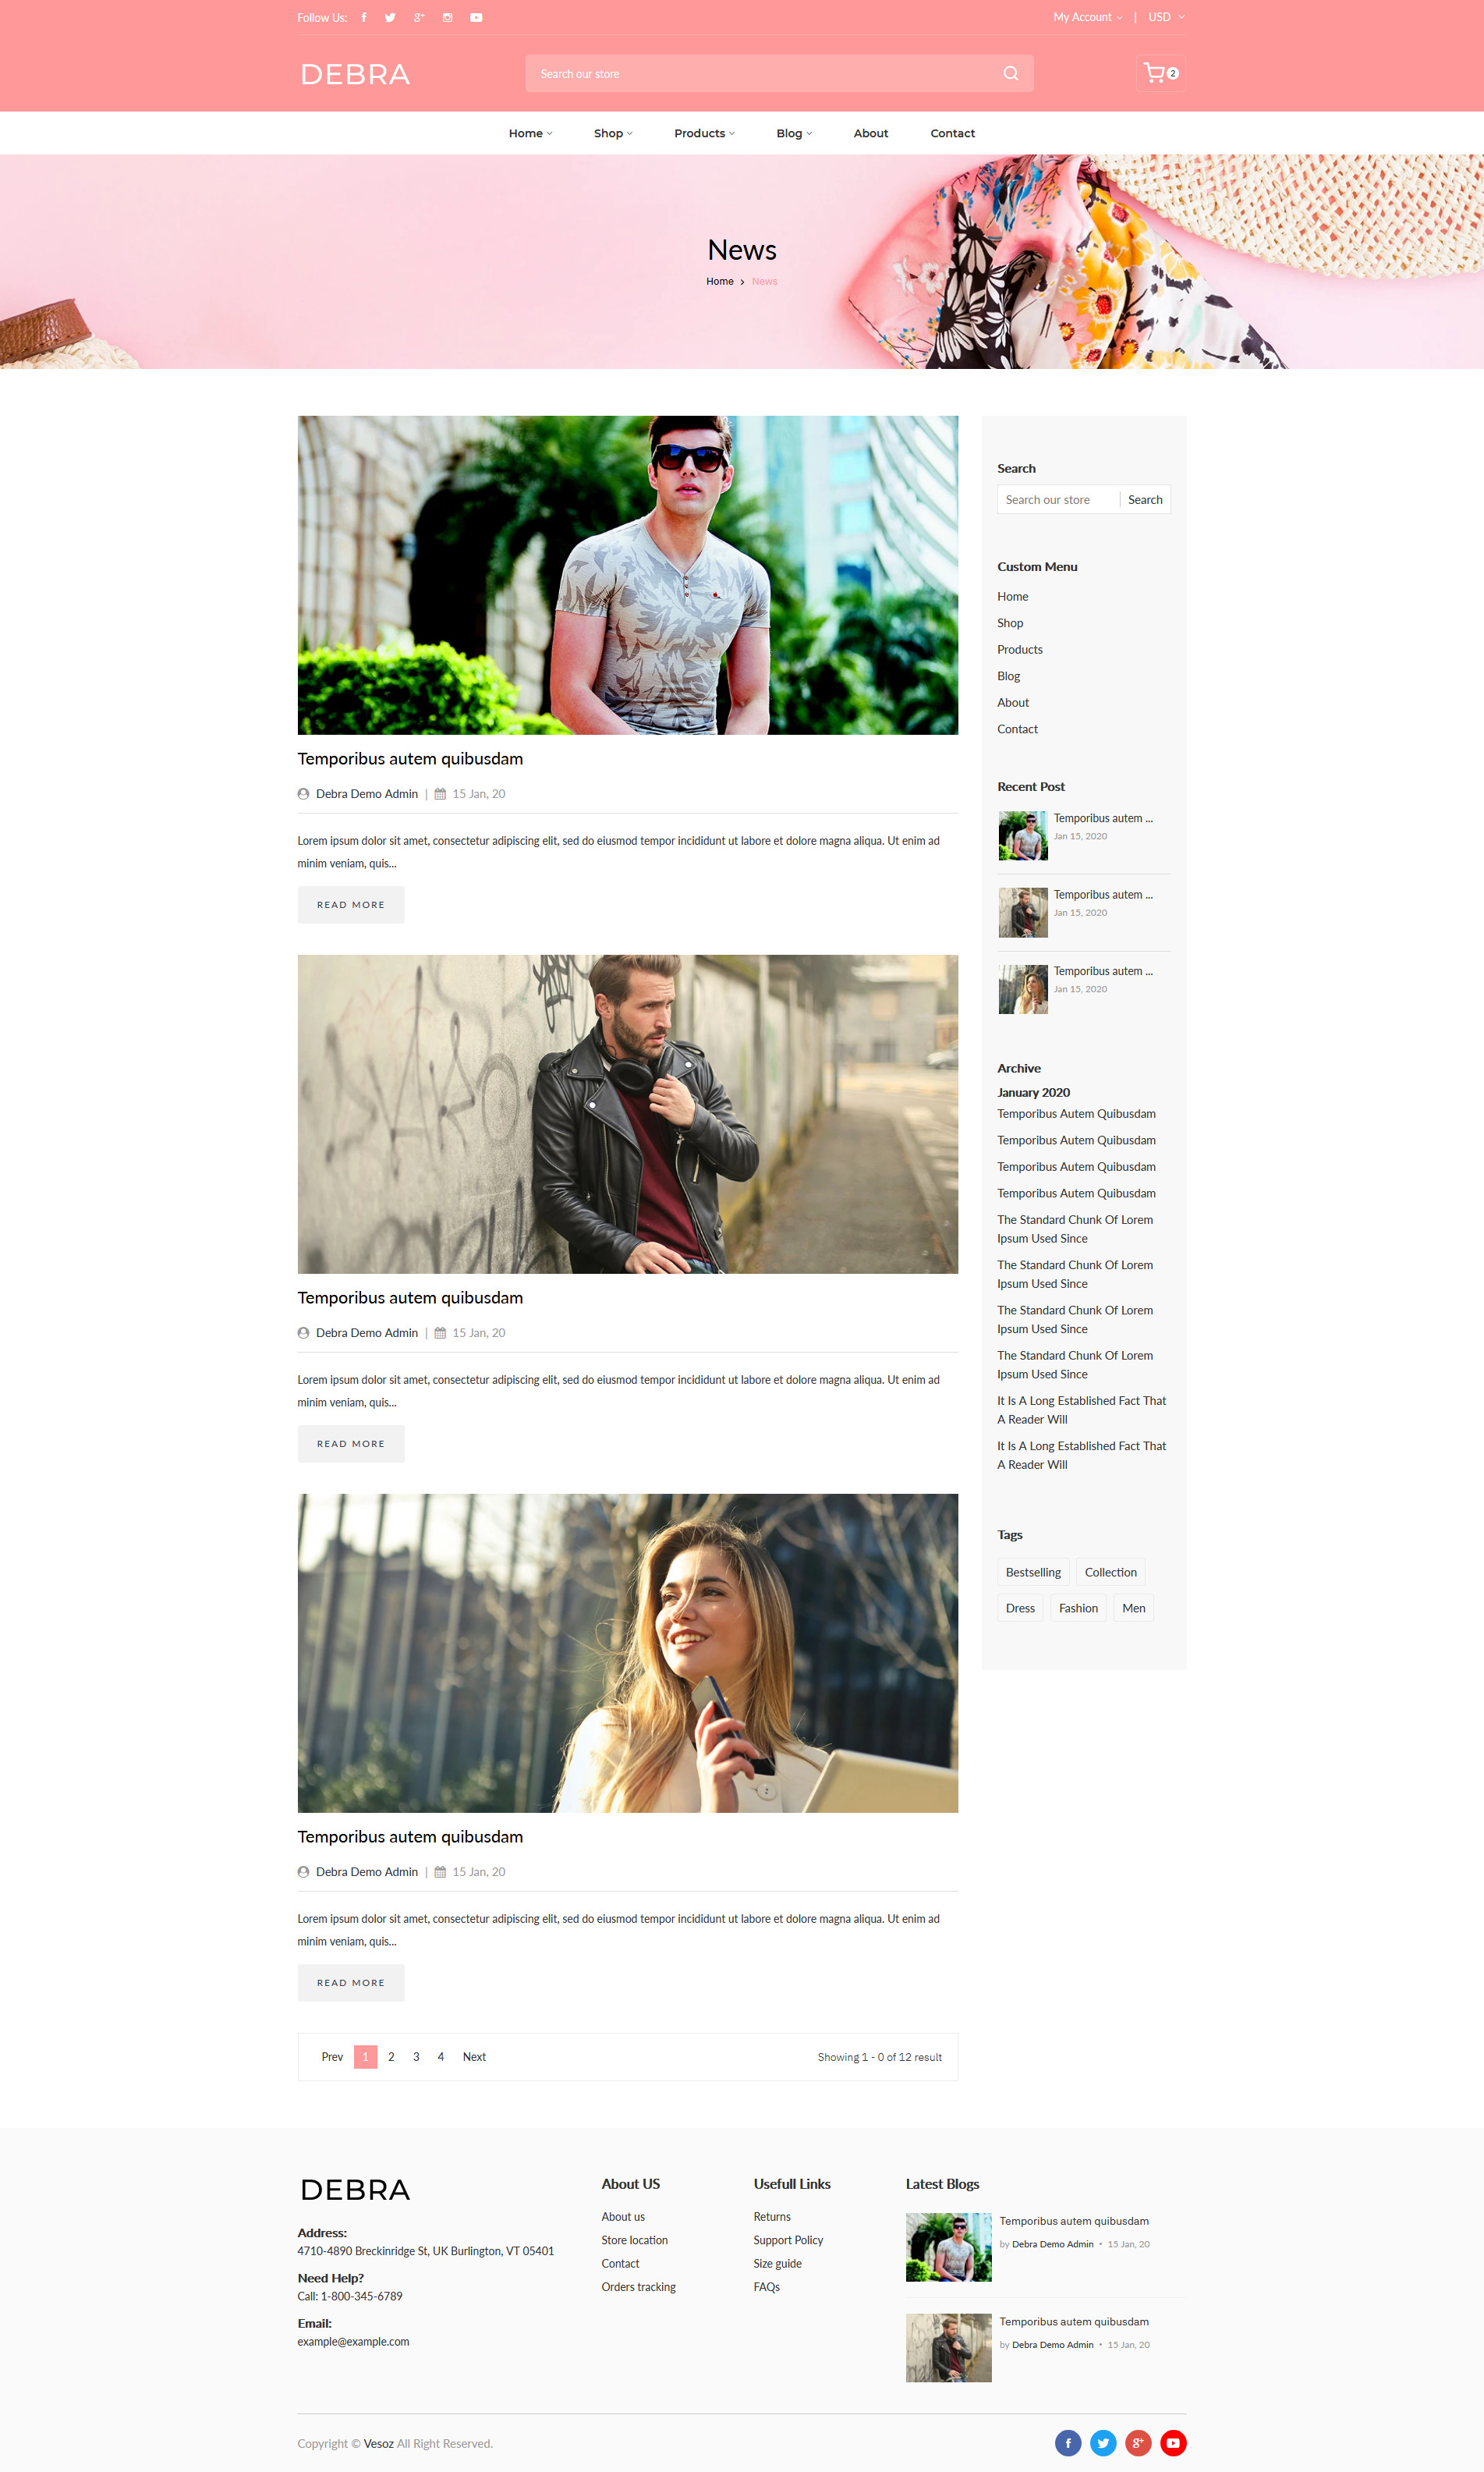 Follow Us:
My Account | USD
DEBRA
Search our store
2
Home Shop Products Blog About Contact
News
Home > News
Temporibus autem quibusdam
Debra Demo Admin | 15 Jan, 20
Lorem ipsum dolor sit amet, consectetur adipiscing elit, sed do eiusmod tempor incididunt ut labore et dolore magna aliqua. Ut enim ad
minim veniam, quis...
READ MORE
Temporibus autem quibusdam
Debra Demo Admin | 15 Jan, 20
Lorem ipsum dolor sit amet, consectetur adipiscing elit, sed do eiusmod tempor incididunt ut labore et dolore magna aliqua. Ut enim ad
minim veniam, quis...
READ MORE
Temporibus autem quibusdam
Debra Demo Admin | 15 Jan, 20
Lorem ipsum dolor sit amet, consectetur adipiscing elit, sed do eiusmod tempor incididunt ut labore et dolore magna aliqua. Ut enim ad
minim veniam, quis...
READ MORE
Prev 1 2 3 4 Next
Showing 1 - 0 of 12 result
Search
Search our store Search
Custom Menu
Home
Shop
Products
Blog
About
Contact
Recent Post
Temporibus autem ...
Jan 15, 2020
Temporibus autem ...
Jan 15, 2020
Temporibus autem ...
Jan 15, 2020
Archive
January 2020
Temporibus Autem Quibusdam
Temporibus Autem Quibusdam
Temporibus Autem Quibusdam
Temporibus Autem Quibusdam
The Standard Chunk Of Lorem
Ipsum Used Since
The Standard Chunk Of Lorem
Ipsum Used Since
The Standard Chunk Of Lorem
Ipsum Used Since
The Standard Chunk Of Lorem
Ipsum Used Since
It Is A Long Established Fact That
A Reader Will
It Is A Long Established Fact That
A Reader Will
Tags
Bestselling Collection
Dress Fashion Men
DEBRA
Address:
4710-4890 Breckinridge St, UK Burlington, VT 05401
Need Help?
Call: 1-800-345-6789
Email:
example@example.com
About US
About us
Store location
Contact
Orders tracking
Usefull Links
Returns
Support Policy
Size guide
FAQs
Latest Blogs
Temporibus autem quibusdam
by Debra Demo Admin • 15 Jan, 20
Temporibus autem quibusdam
by Debra Demo Admin • 15 Jan, 20
Copyright © Vesoz All Right Reserved.